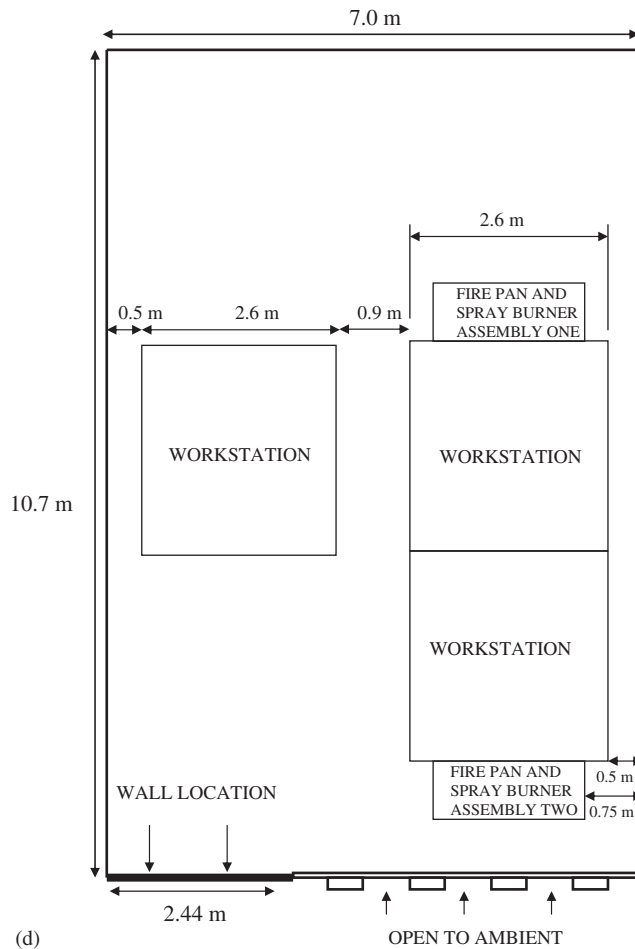 7.0 m
2.6 m
FIRE PAN AND
SPRAY BURNER
ASSEMBLY ONE
0.5 m
2.6 m
0.9 m
WORKSTATION
WORKSTATION
10.7 m
WORKSTATION
FIRE PAN AND
SPRAY BURNER
ASSEMBLY TWO
0.5 m
0.75 m
WALL LOCATION
2.44 m
(d)
OPEN TO AMBIENT